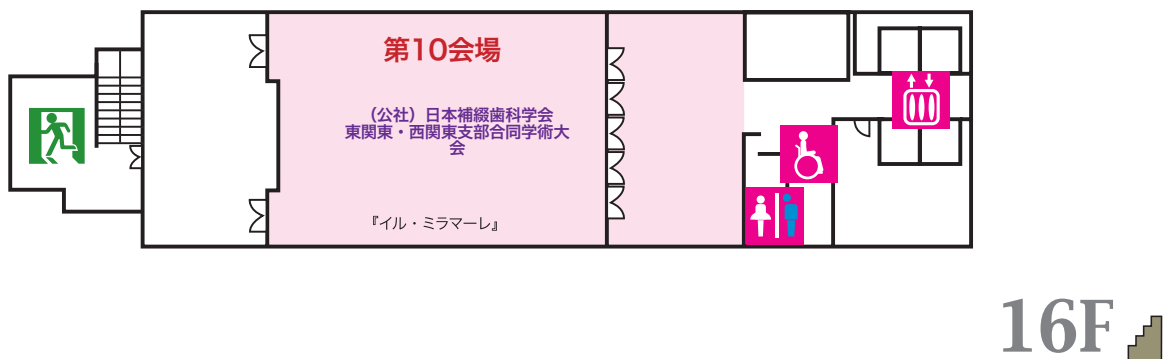 第10会場
（公社）日本補綴歯科学会
東関東・西関東支部合同学術大
会
『イル・ミラマーレ』
16F